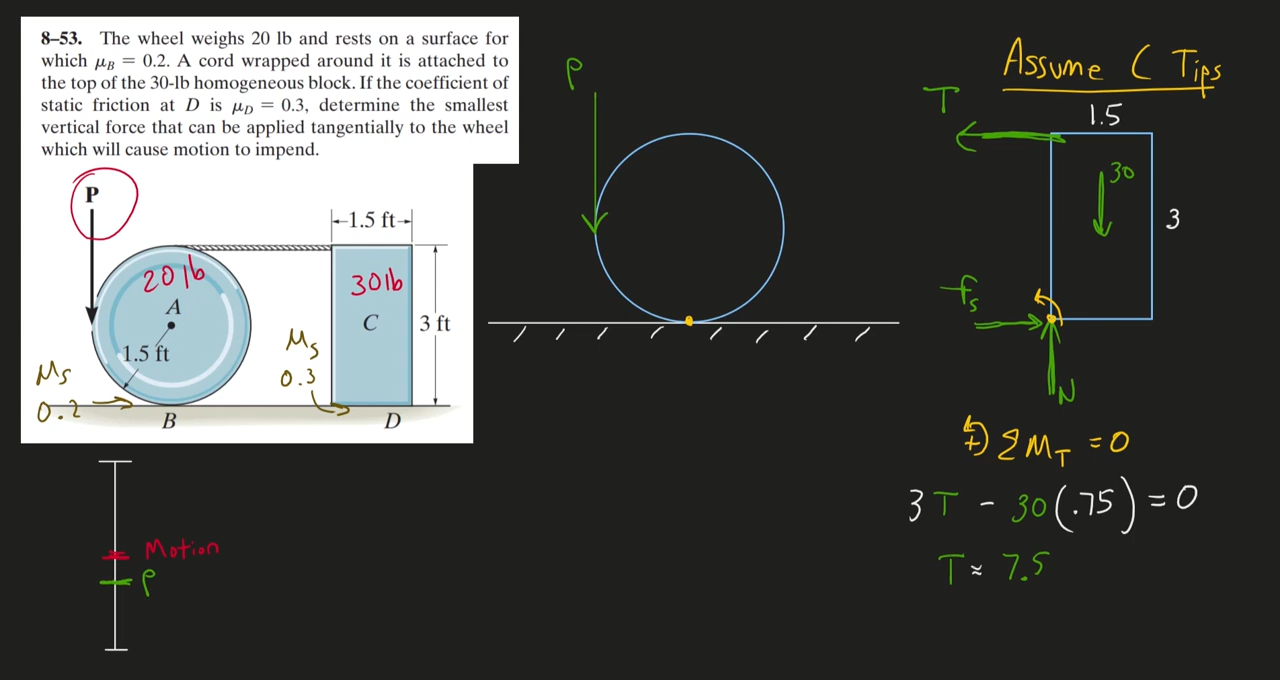 8–53. The wheel weighs 20 lb and rests on a surface for
which μB = 0.2. A cord wrapped around it is attached to
the top of the 30-lb homogeneous block. If the coefficient of
static friction at D is μD = 0.3, determine the smallest
vertical force that can be applied tangentially to the wheel
which will cause motion to impend.
P
1.5 ft
20 lb
30 lb
A
C
3 ft
1.5 ft
Ms
0.3
Ms
0.2
B
D
Motion
P
P
Assume C Tips
T
1.5
30
3
fs
N
+) ΣMT = 0
3T - 30(.75) = 0
T ≈ 7.5